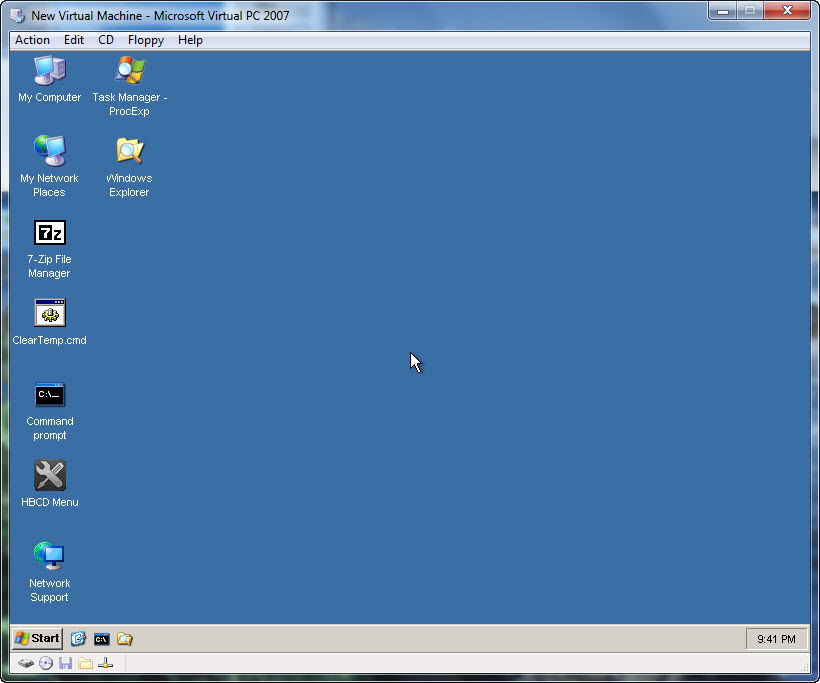 New Virtual Machine - Microsoft Virtual PC 2007
Action Edit CD Floppy Help
My Computer
Task Manager -
ProcExp
My Network
Places
Windows
Explorer
7z
7-Zip File
Manager
ClearTemp.cmd
C:\_
Command
prompt
HBCD Menu
Network
Support
Start
C:\
9:41 PM